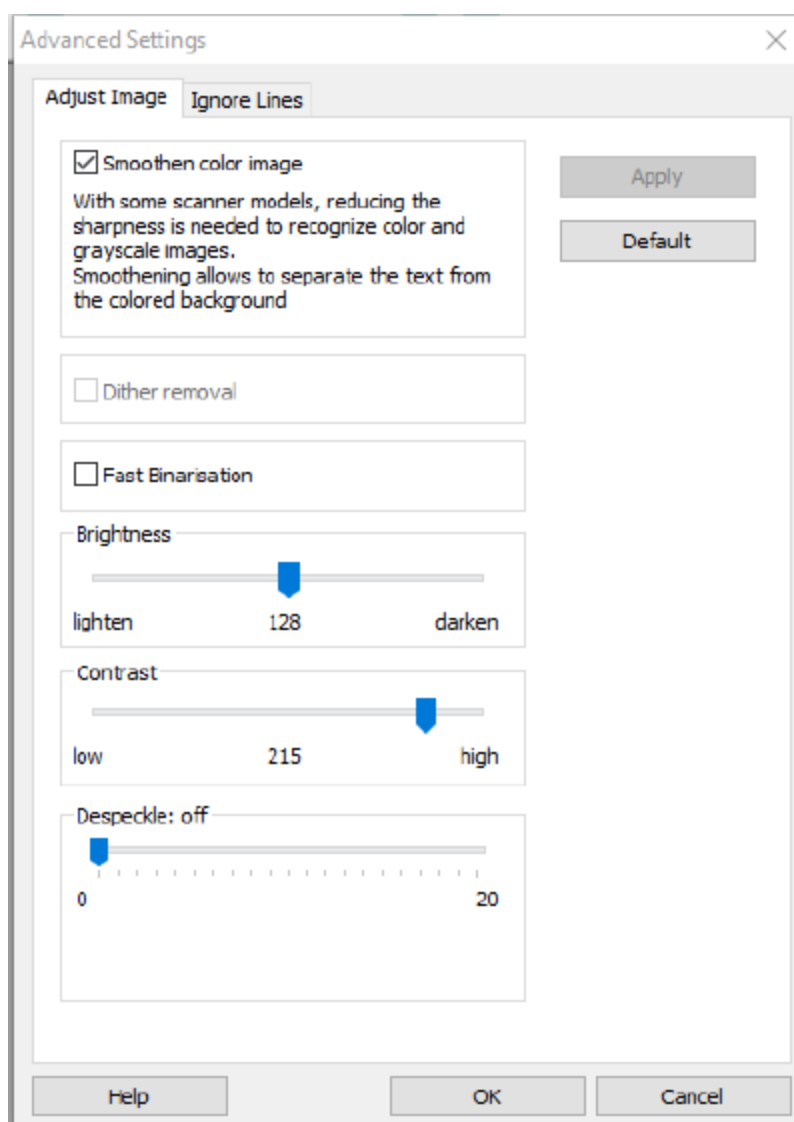 Advanced Settings
Adjust Image
Ignore Lines
Smoothen color image
With some scanner models, reducing the
sharpness is needed to recognize color and
grayscale images.
Smoothening allows to separate the text from
the colored background
Apply
Default
Dither removal
Fast Binarisation
Brightness
lighten 128 darken
Contrast
low 215 high
Despeckle: off
0 20
Help OK Cancel